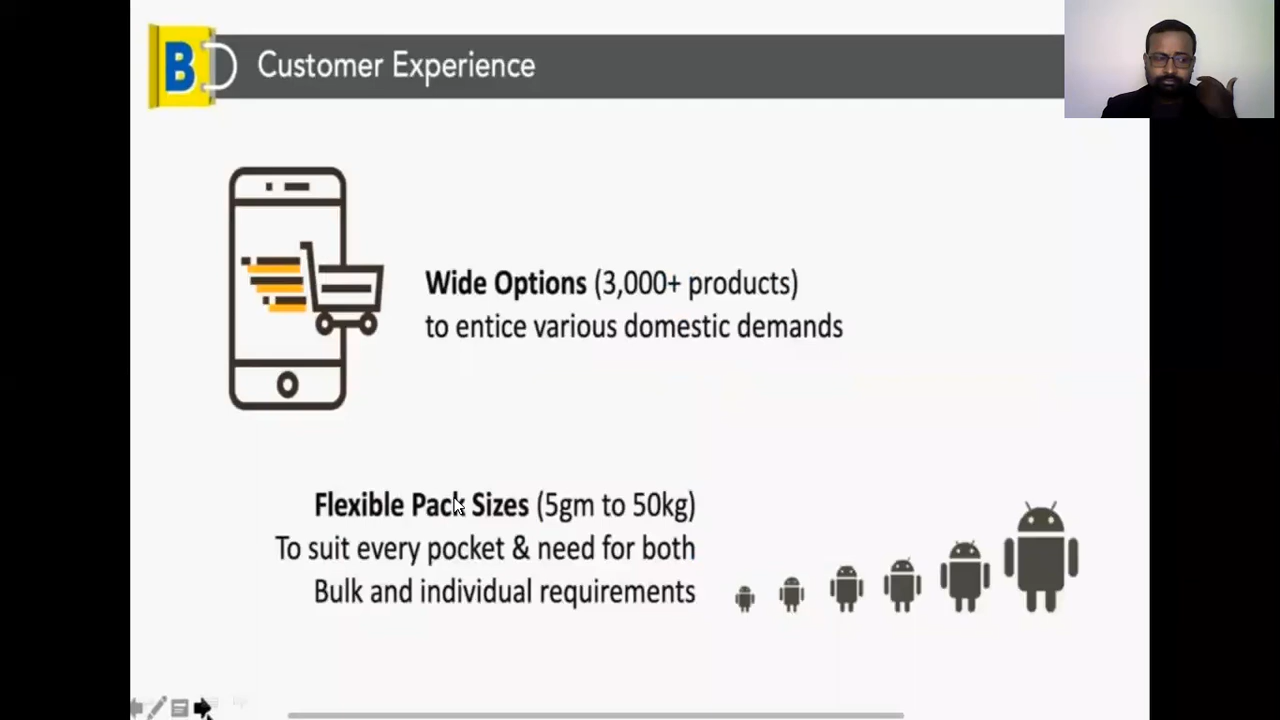 B
Customer Experience
Wide Options (3,000+ products)
to entice various domestic demands
Flexible Pack Sizes (5gm to 50kg)
To suit every pocket & need for both
Bulk and individual requirements